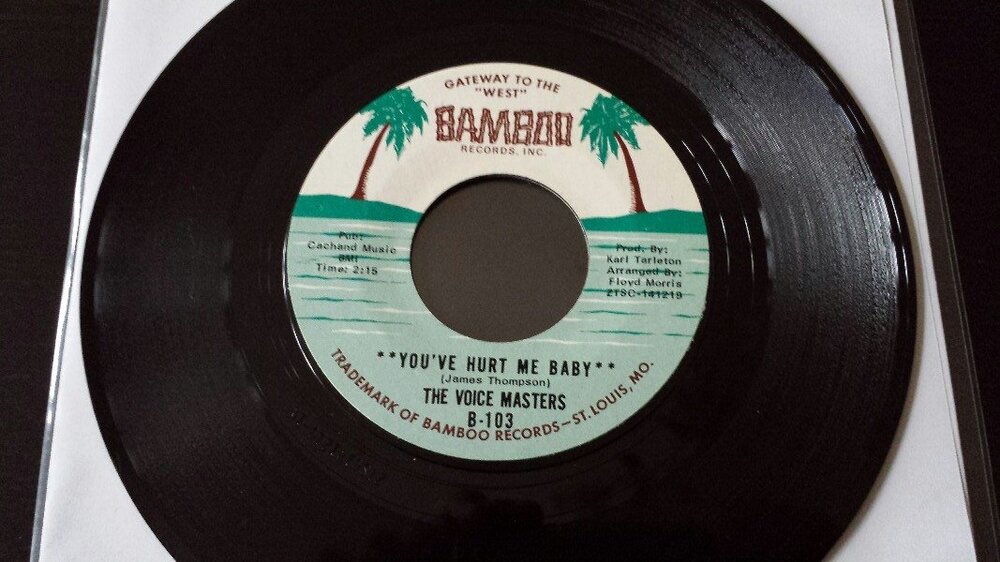 GATEWAY TO THE
"WEST"
BAMBOO
RECORDS, INC.
Pub:
Cachand Music
BMI
Time: 2:15
Prod. By:
Karl Tarleton
Arranged By:
Floyd Morris
ZTSC-141219
**YOU'VE HURT ME BABY**
(James Thompson)
THE VOICE MASTERS
B-103
TRADEMARK OF BAMBOO RECORDS—ST. LOUIS, MO.